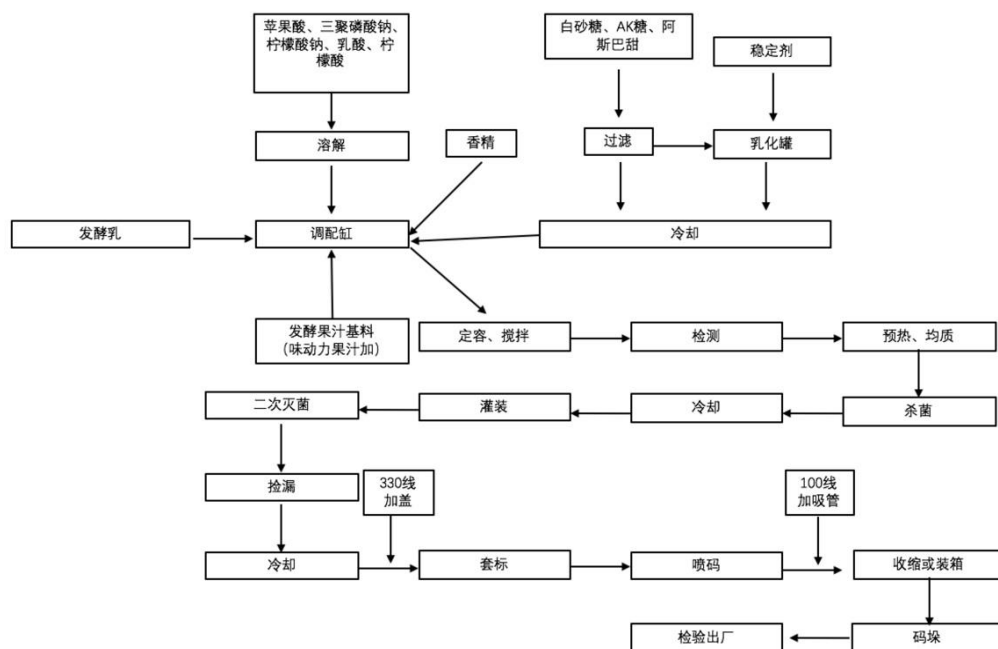 苹果酸、三聚磷酸钠、
柠檬酸钠、乳酸、柠
檬酸
白砂糖、AK糖、阿
斯巴甜
稳定剂
溶解
香精
过滤
乳化罐
发酵乳
调配缸
冷却
发酵果汁基料
（味动力果汁加）
定容、搅拌
检测
预热、均质
二次灭菌
灌装
冷却
杀菌
捡漏
330线
加盖
100线
加吸管
冷却
套标
喷码
收缩或装箱
检验出厂
码垛